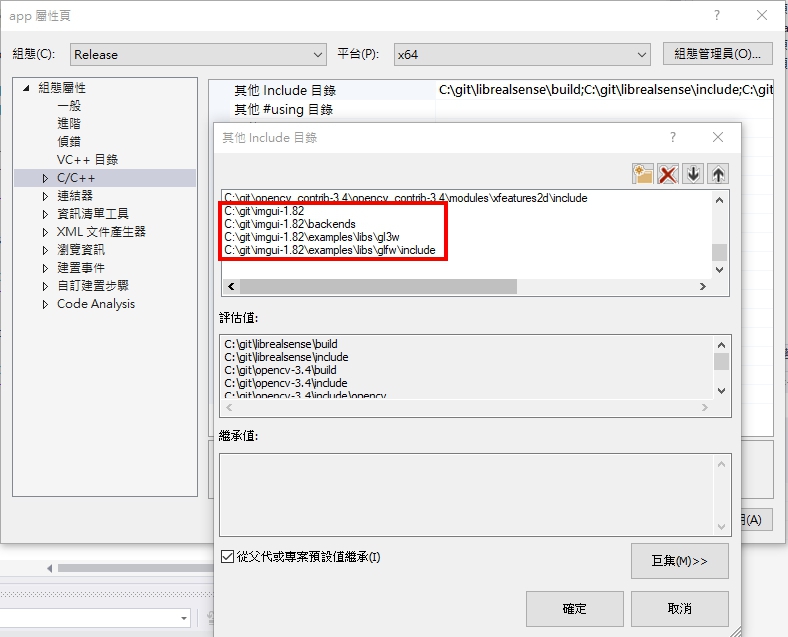 app 屬性頁
組態(C):
Release
平台(P):
x64
組態管理員(O)...
組態屬性
一般
進階
偵錯
VC++ 目錄
C/C++
連結器
資訊清單工具
XML 文件產生器
瀏覽資訊
建置事件
自訂建置步驟
Code Analysis
其他 Include 目錄
C:\git\librealsense\build;C:\git\librealsense\include;C:\git
其他 #using 目錄
其他 Include 目錄
C:\git\opencv_contrib-3.4\opencv_contrib-3.4\modules\xfeatures2d\include
C:\git\imgui-1.82
C:\git\imgui-1.82\backends
C:\git\imgui-1.82\examples\libs\gl3w
C:\git\imgui-1.82\examples\libs\glfw\include
評估值:
C:\git\librealsense\build
C:\git\librealsense\include
C:\git\opencv-3.4\build
C:\git\opencv-3.4\include
C:\git\opencv-3.4\include\opencv
繼承值:
從父代或專案預設值繼承(I)
巨集(M)>>
確定
取消
(A)